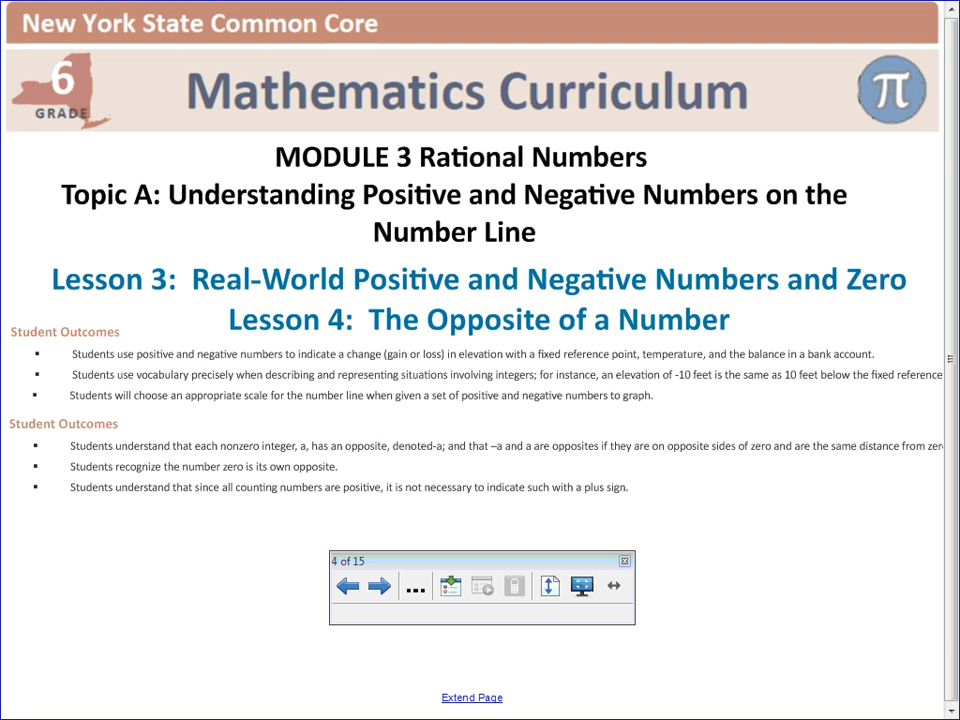 New York State Common Core
6
GRADE
Mathematics Curriculum
π
MODULE 3 Rational Numbers
Topic A: Understanding Positive and Negative Numbers on the
Number Line
Lesson 3:  Real-World Positive and Negative Numbers and Zero
Lesson 4:  The Opposite of a Number
Student Outcomes
▪ Students use positive and negative numbers to indicate a change (gain or loss) in elevation with a fixed reference point, temperature, and the balance in a bank account.
▪ Students use vocabulary precisely when describing and representing situations involving integers; for instance, an elevation of -10 feet is the same as 10 feet below the fixed reference
▪ Students will choose an appropriate scale for the number line when given a set of positive and negative numbers to graph.
Student Outcomes
▪ Students understand that each nonzero integer, a, has an opposite, denoted-a; and that –a and a are opposites if they are on opposite sides of zero and are the same distance from
▪ Students recognize the number zero is its own opposite.
▪ Students understand that since all counting numbers are positive, it is not necessary to indicate such with a plus sign.
4 of 15
...
Extend Page